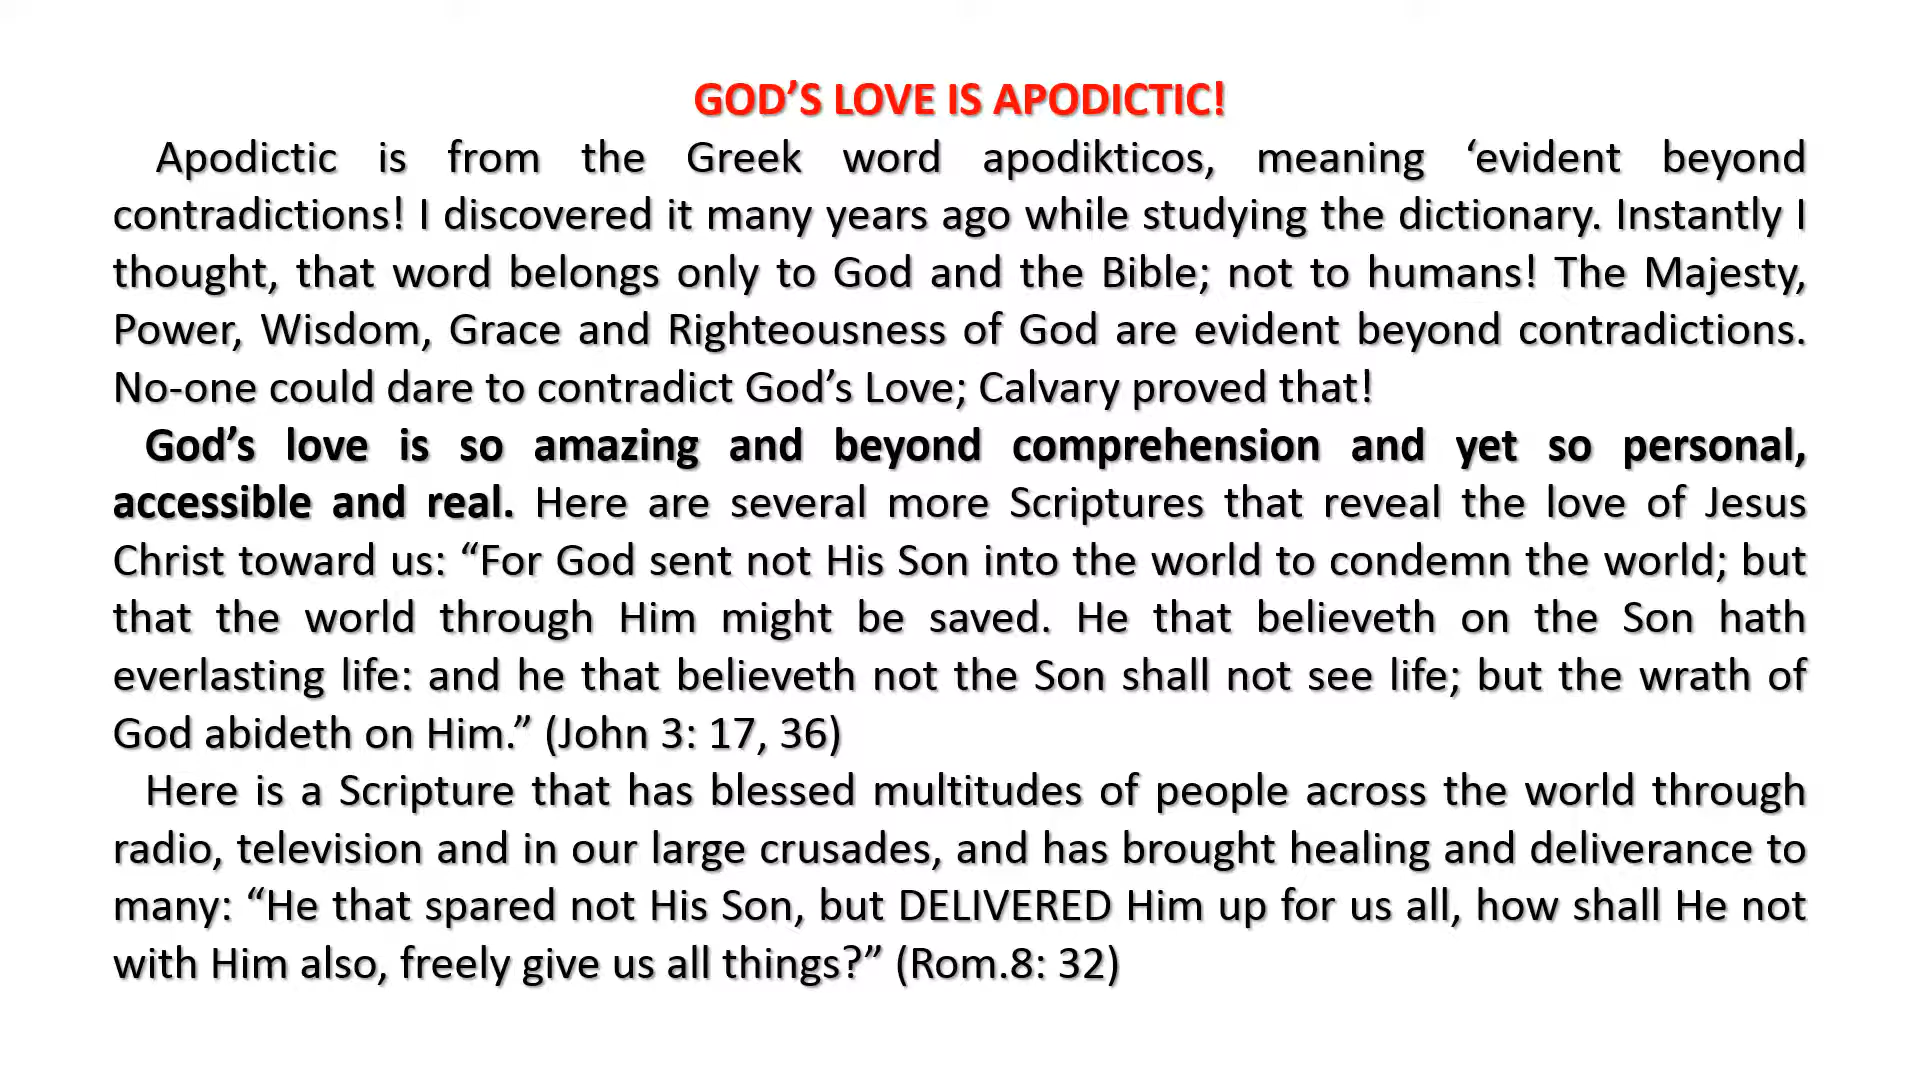 GOD’S LOVE IS APODICTIC!
Apodictic is from the Greek word apodikticos, meaning ‘evident beyond
contradictions! I discovered it many years ago while studying the dictionary. Instantly I
thought, that word belongs only to God and the Bible; not to humans! The Majesty,
Power, Wisdom, Grace and Righteousness of God are evident beyond contradictions.
No-one could dare to contradict God’s Love; Calvary proved that!
God’s love is so amazing and beyond comprehension and yet so personal,
accessible and real. Here are several more Scriptures that reveal the love of Jesus
Christ toward us: “For God sent not His Son into the world to condemn the world; but
that the world through Him might be saved. He that believeth on the Son hath
everlasting life: and he that believeth not the Son shall not see life; but the wrath of
God abideth on Him.” (John 3: 17, 36)
Here is a Scripture that has blessed multitudes of people across the world through
radio, television and in our large crusades, and has brought healing and deliverance to
many: “He that spared not His Son, but DELIVERED Him up for us all, how shall He not
with Him also, freely give us all things?” (Rom.8: 32)